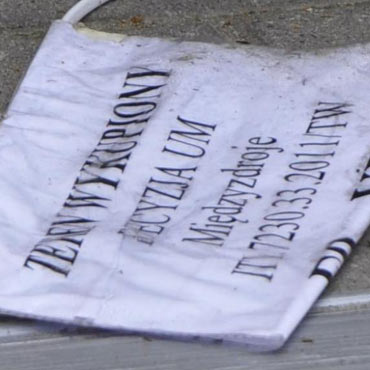 TEREN WYKUPIONY
DECYZJA UM
Międzyzdroje
IT/7230.33.2011/TW